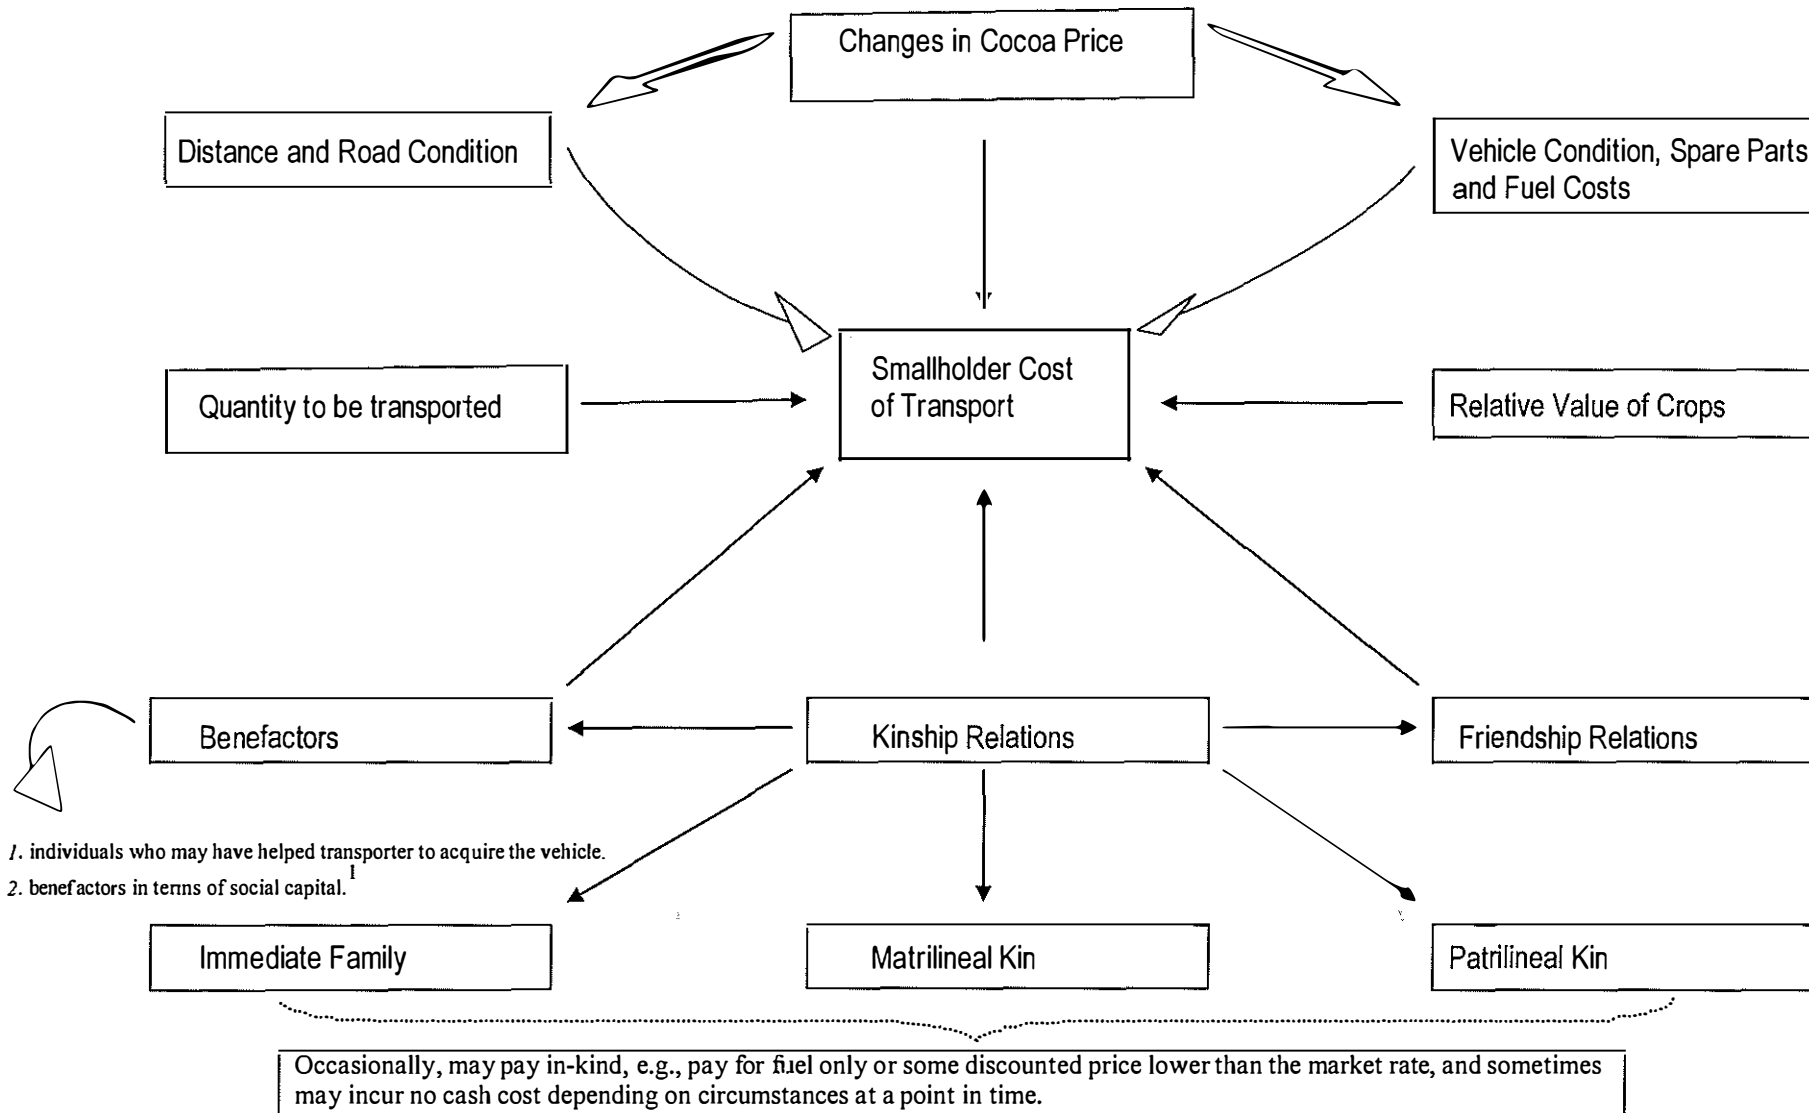 Changes in Cocoa Price
Distance and Road Condition
Vehicle Condition, Spare Parts
and Fuel Costs
Smallholder Cost
of Transport
Quantity to be transported
Relative Value of Crops
Benefactors
Kinship Relations
Friendship Relations
1. individuals who may have helped transporter to acquire the vehicle.
2. benefactors in terms of social capital.1
Immediate Family
Matrilineal Kin
Patrilineal Kin
Occasionally, may pay in-kind, e.g., pay for fuel only or some discounted price lower than the market rate, and sometimes
may incur no cash cost depending on circumstances at a point in time.